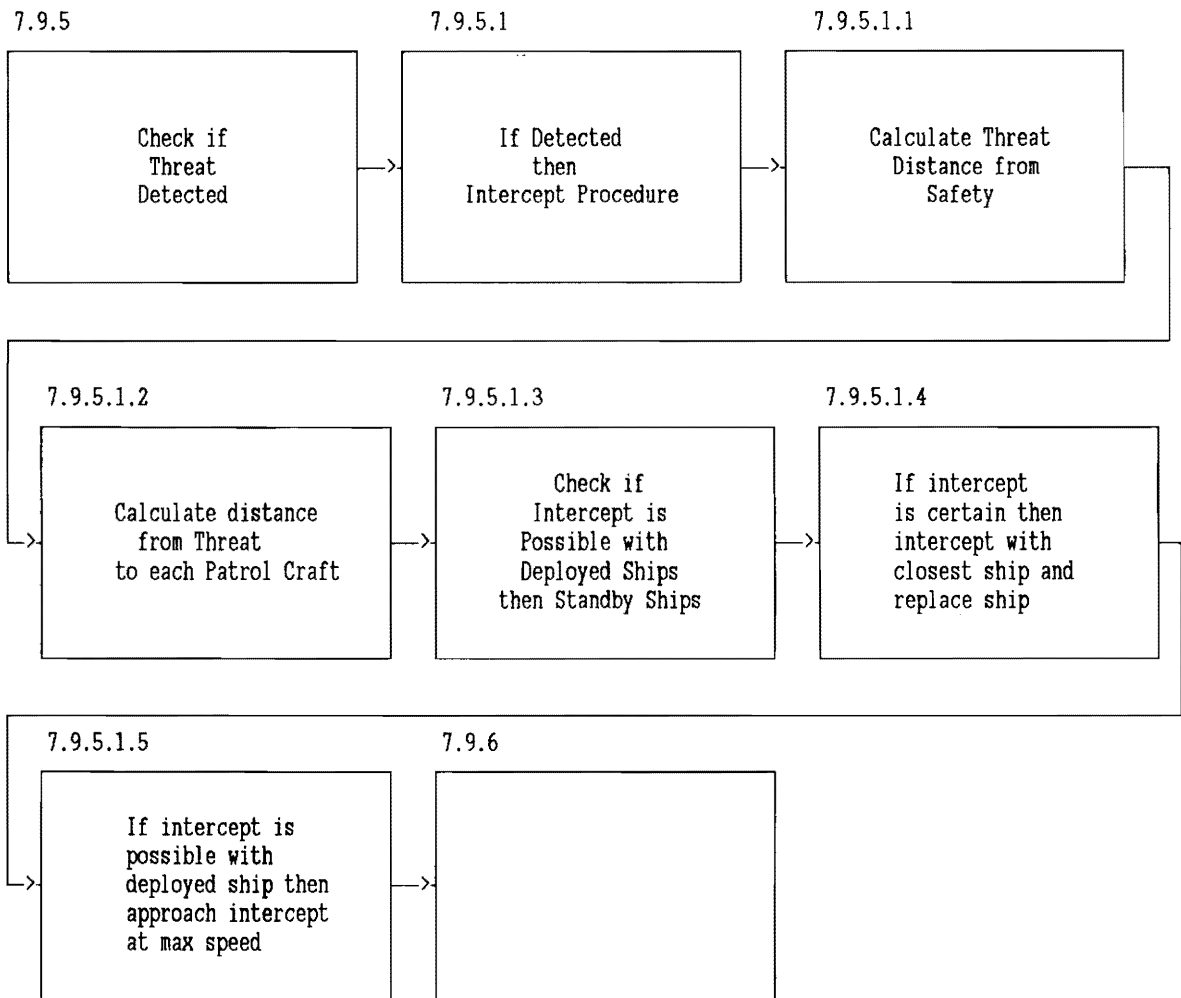 7.9.5
7.9.5.1
7.9.5.1.1
Check if
Threat
Detected
If Detected
then
Intercept Procedure
Calculate Threat
Distance from
Safety
7.9.5.1.2
7.9.5.1.3
7.9.5.1.4
Calculate distance
from Threat
to each Patrol Craft
Check if
Intercept is
Possible with
Deployed Ships
then Standby Ships
If intercept
is certain then
intercept with
closest ship and
replace ship
7.9.5.1.5
7.9.6
If intercept is
possible with
deployed ship then
approach intercept
at max speed